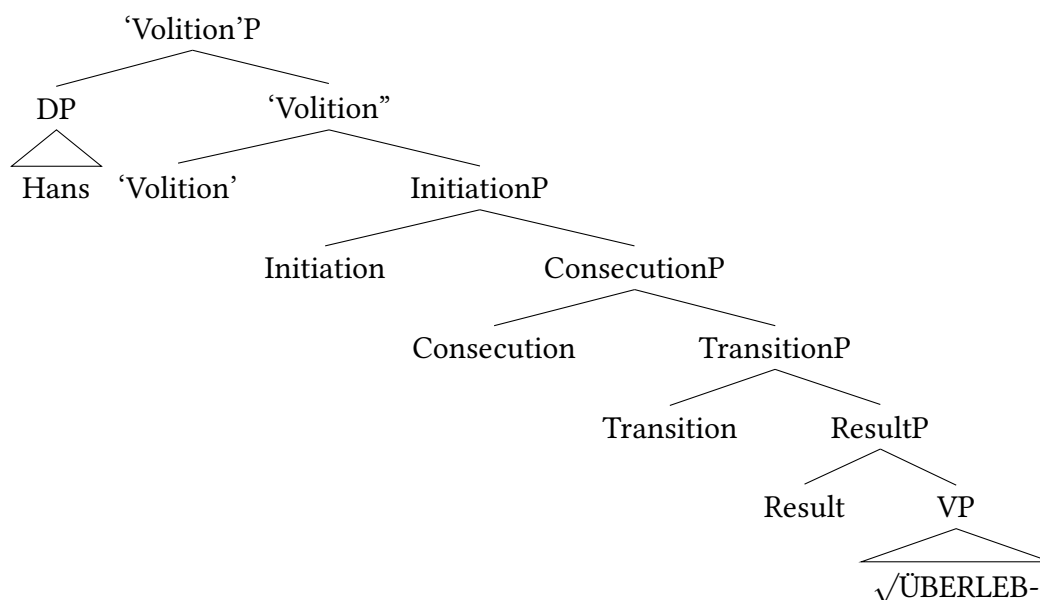 ‘Volition’P
DP ‘Volition”
Hans ‘Volition’ InitiationP
Initiation ConsecutionP
Consecution TransitionP
Transition ResultP
Result VP
√ÜBERLEB-